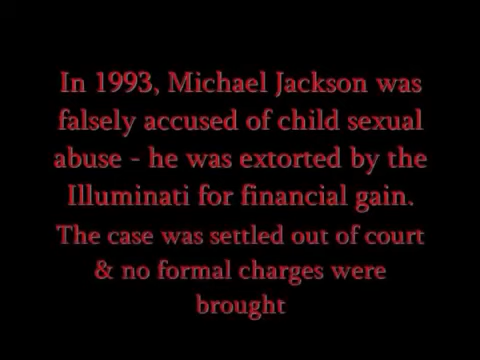 In 1993, Michael Jackson was
falsely accused of child sexual
abuse - he was extorted by the
Illuminati for financial gain.
The case was settled out of court
& no formal charges were
brought